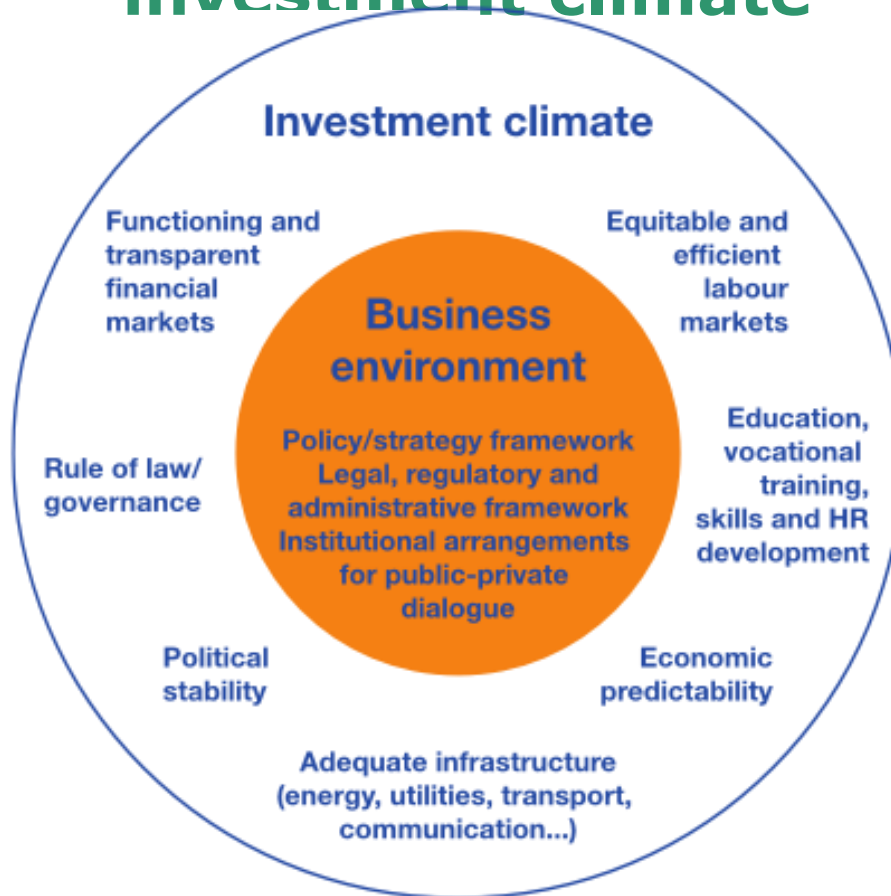 investment climate
Investment climate
Functioning and
transparent
financial
markets
Equitable and
efficient
labour
markets
Business
environment
Policy/strategy framework
Legal, regulatory and
administrative framework
Institutional arrangements
for public-private
dialogue
Rule of law/
governance
Education,
vocational
training,
skills and HR
development
Political
stability
Economic
predictability
Adequate infrastructure
(energy, utilities, transport,
communication...)